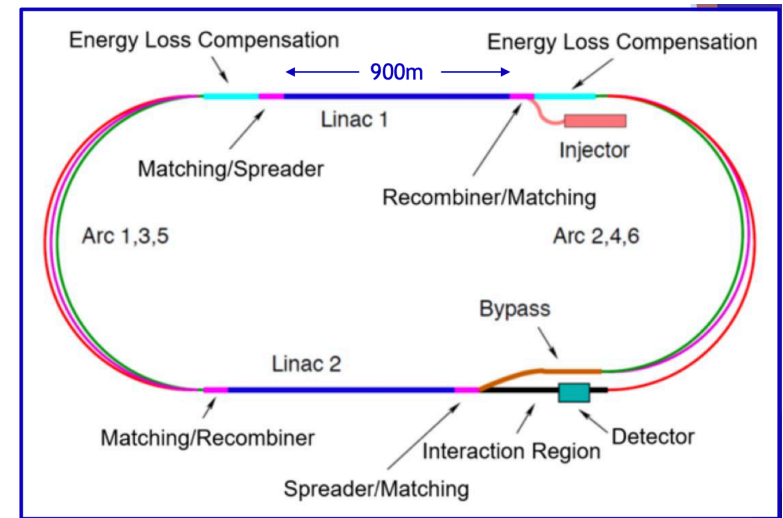 Energy Loss Compensation
Energy Loss Compensation
900m
Linac 1
Injector
Matching/Spreader
Recombiner/Matching
Arc 1,3,5
Arc 2,4,6
Bypass
Linac 2
Matching/Recombiner
Interaction Region
Detector
Spreader/Matching